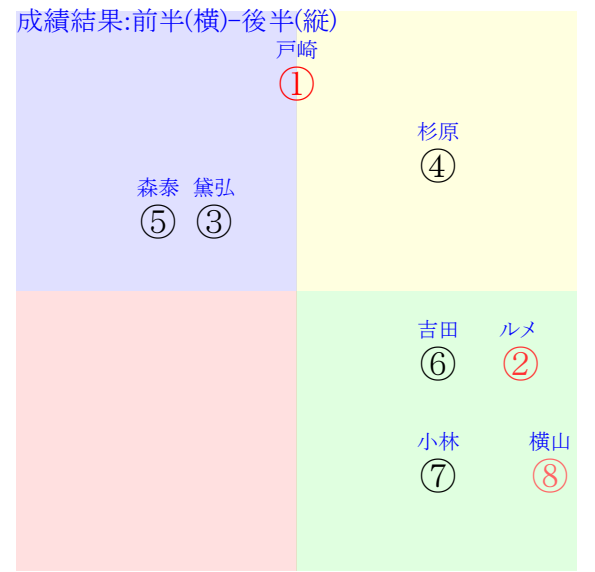 成績結果:前半(横)-後半(縦)
戸崎
①
杉原
④
森泰 黛弘
⑤ ③
吉田 ルメ
⑥ ②
小林 横山
⑦ ⑧